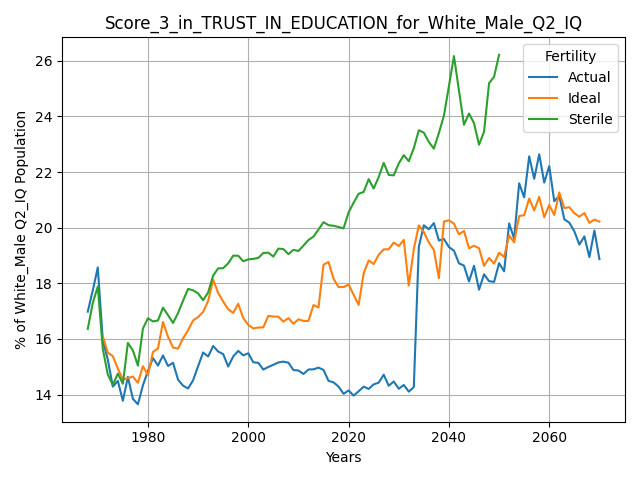 Score_3_in_TRUST_IN_EDUCATION_for_White_Male_Q2_IQ
% of White_Male Q2_IQ Population
26
24
22
20
18
16
14
Fertility
Actual
Ideal
Sterile
1980
2000
2020
2040
2060
Years